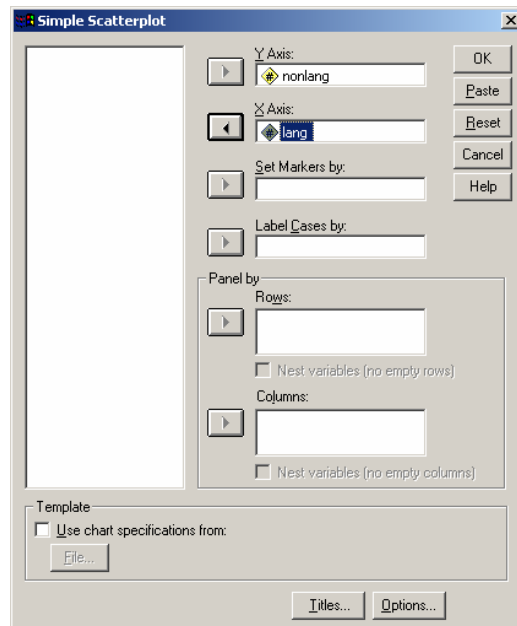 Simple Scatterplot
Y Axis:
nonlang
X Axis:
lang
Set Markers by:
Label Cases by:
OK
Paste
Reset
Cancel
Help
Panel by
Rows:
Nest variables (no empty rows)
Columns:
Nest variables (no empty columns)
Template
Use chart specifications from:
File...
Titles...
Options...